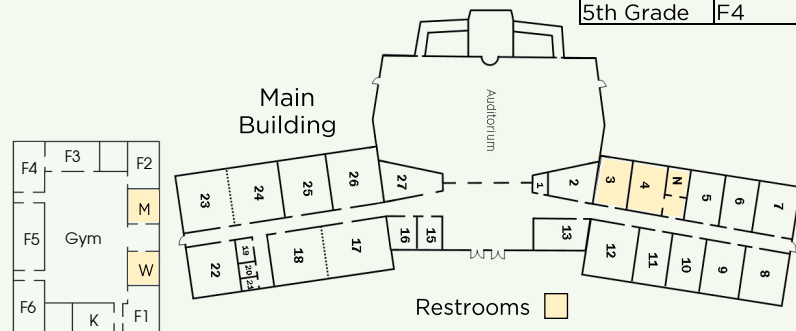 5th Grade F4
Auditorium
Main
Building
F4 F3 F2
M
F5 Gym
W
F6 K F1
23 24 25 26 27
1 2 3 4 N 5 6 7
22 19 20 21 18 17 16 15
13 12 11 10 9 8
Restrooms